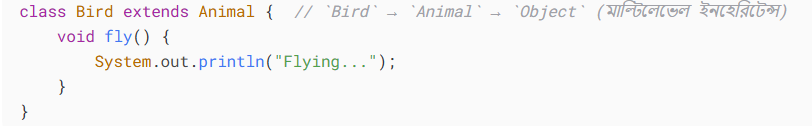 class Bird extends Animal {  // `Bird` → `Animal` → `Object` (মাল্টিলেভেল ইনহেরিটেন্স)
    void fly() {
        System.out.println("Flying...");
    }
}